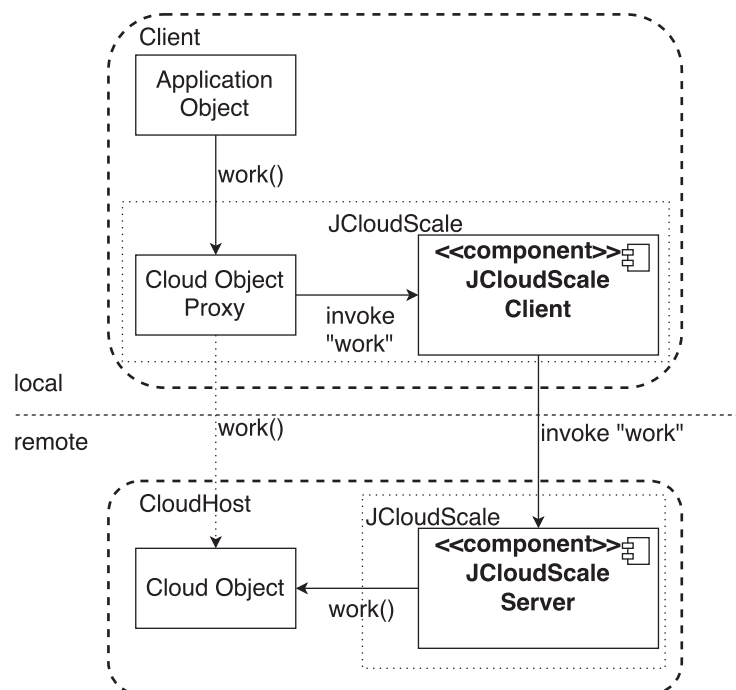 Client
Application
Object
work()
JCloudScale
Cloud Object
Proxy
invoke
"work"
<<component>>
JCloudScale
Client
local
remote
work()
invoke "work"
CloudHost
JCloudScale
Cloud Object
work()
<<component>>
JCloudScale
Server